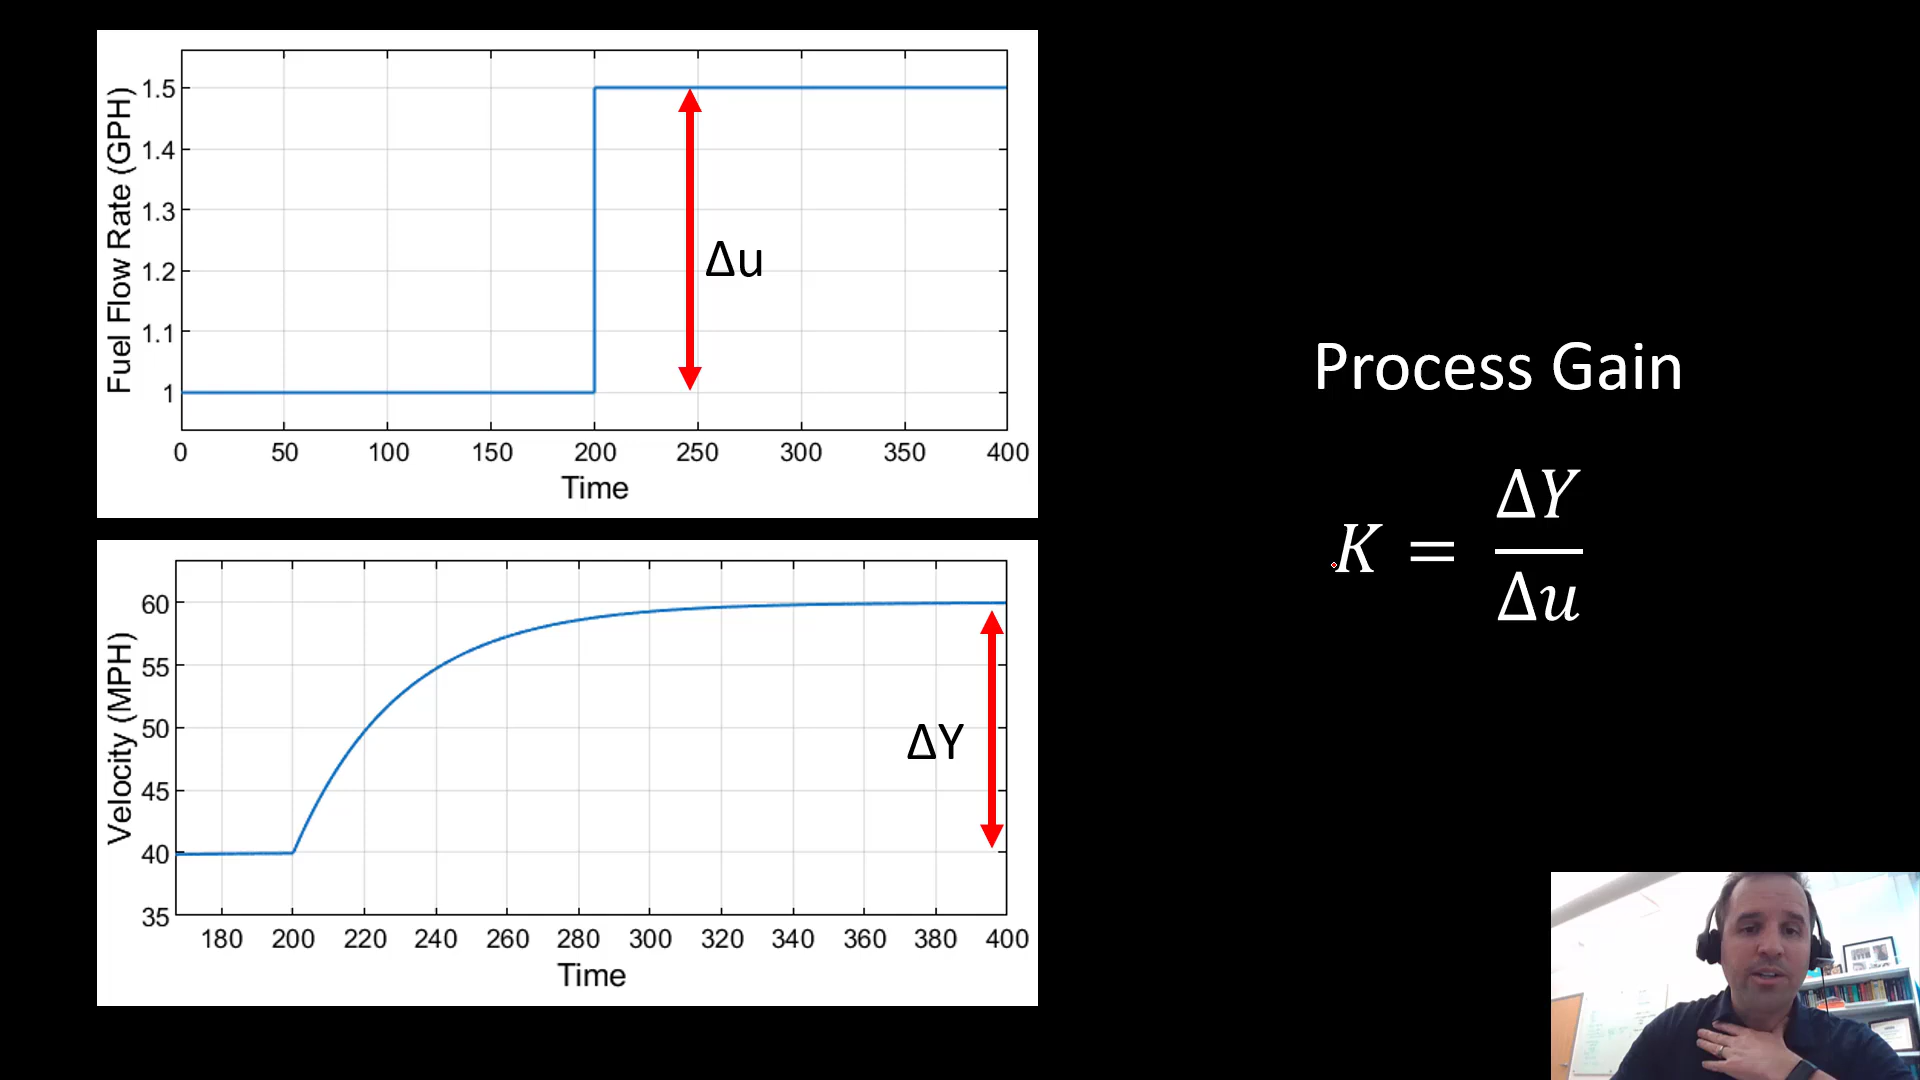 Fuel Flow Rate (GPH)
1.5
1.4
1.3
1.2
1.1
1
Δu
0 50 100 150 200 250 300 350 400
Time
Velocity (MPH)
60
55
50
45
40
35
ΔY
180 200 220 240 260 280 300 320 340 360 380 400
Time
Process Gain
K = ΔY
Δu